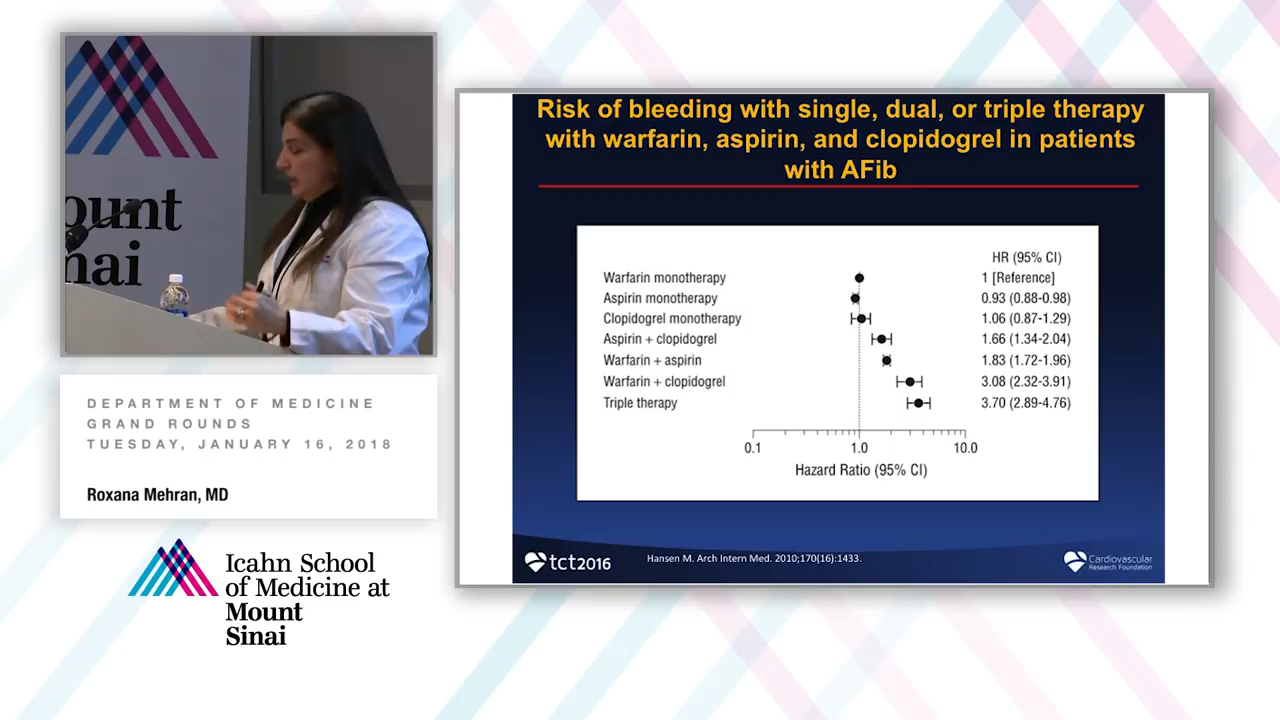 ount
nai
DEPARTMENT OF MEDICINE
GRAND ROUNDS
TUESDAY, JANUARY 16, 2018
Roxana Mehran, MD
Icahn School
of Medicine at
Mount
Sinai
Risk of bleeding with single, dual, or triple therapy
with warfarin, aspirin, and clopidogrel in patients
with AFib
HR (95% CI)
Warfarin monotherapy 1 [Reference]
Aspirin monotherapy 0.93 (0.88-0.98)
Clopidogrel monotherapy 1.06 (0.87-1.29)
Aspirin + clopidogrel 1.66 (1.34-2.04)
Warfarin + aspirin 1.83 (1.72-1.96)
Warfarin + clopidogrel 3.08 (2.32-3.91)
Triple therapy 3.70 (2.89-4.76)
0.1 1.0 10.0
Hazard Ratio (95% CI)
tct2016
Hansen M. Arch Intern Med. 2010;170(16):1433.
Cardiovascular
Research Foundation